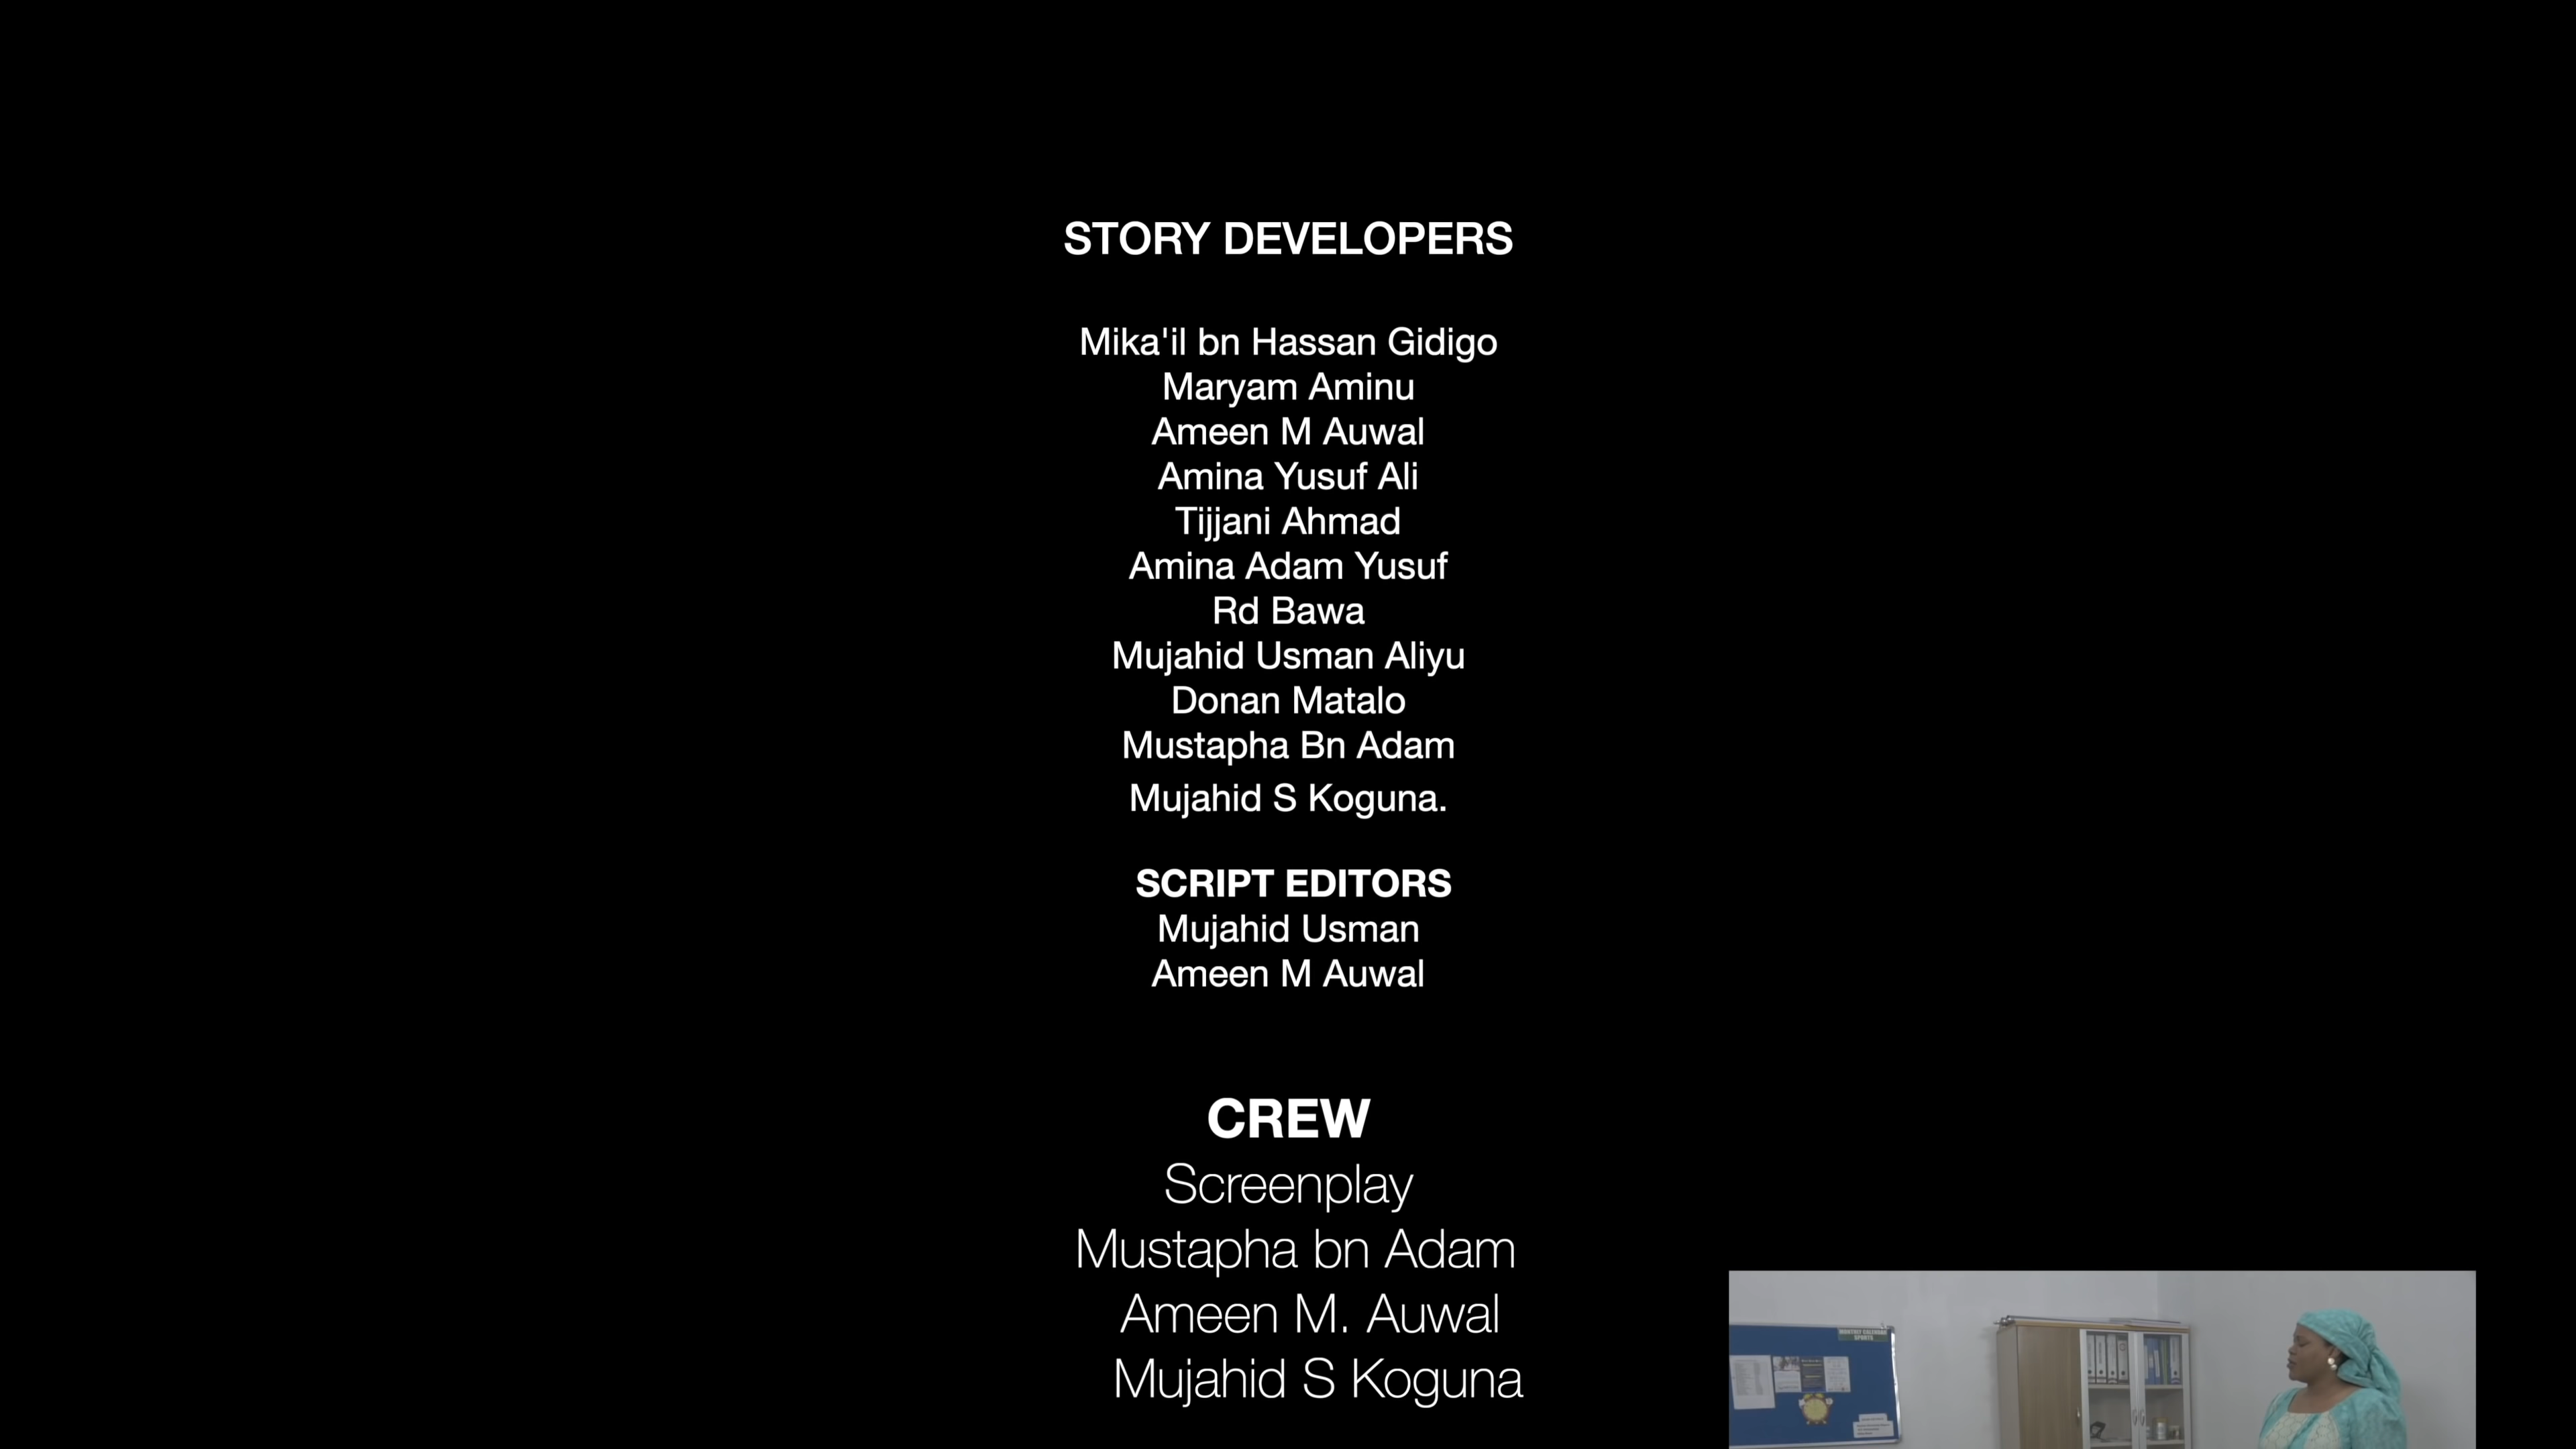 STORY DEVELOPERS
Mika'il bn Hassan Gidigo
Maryam Aminu
Ameen M Auwal
Amina Yusuf Ali
Tijjani Ahmad
Amina Adam Yusuf
Rd Bawa
Mujahid Usman Aliyu
Donan Matalo
Mustapha Bn Adam
Mujahid S Koguna.
SCRIPT EDITORS
Mujahid Usman
Ameen M Auwal
CREW
Screenplay
Mustapha bn Adam
Ameen M. Auwal
Mujahid S Koguna